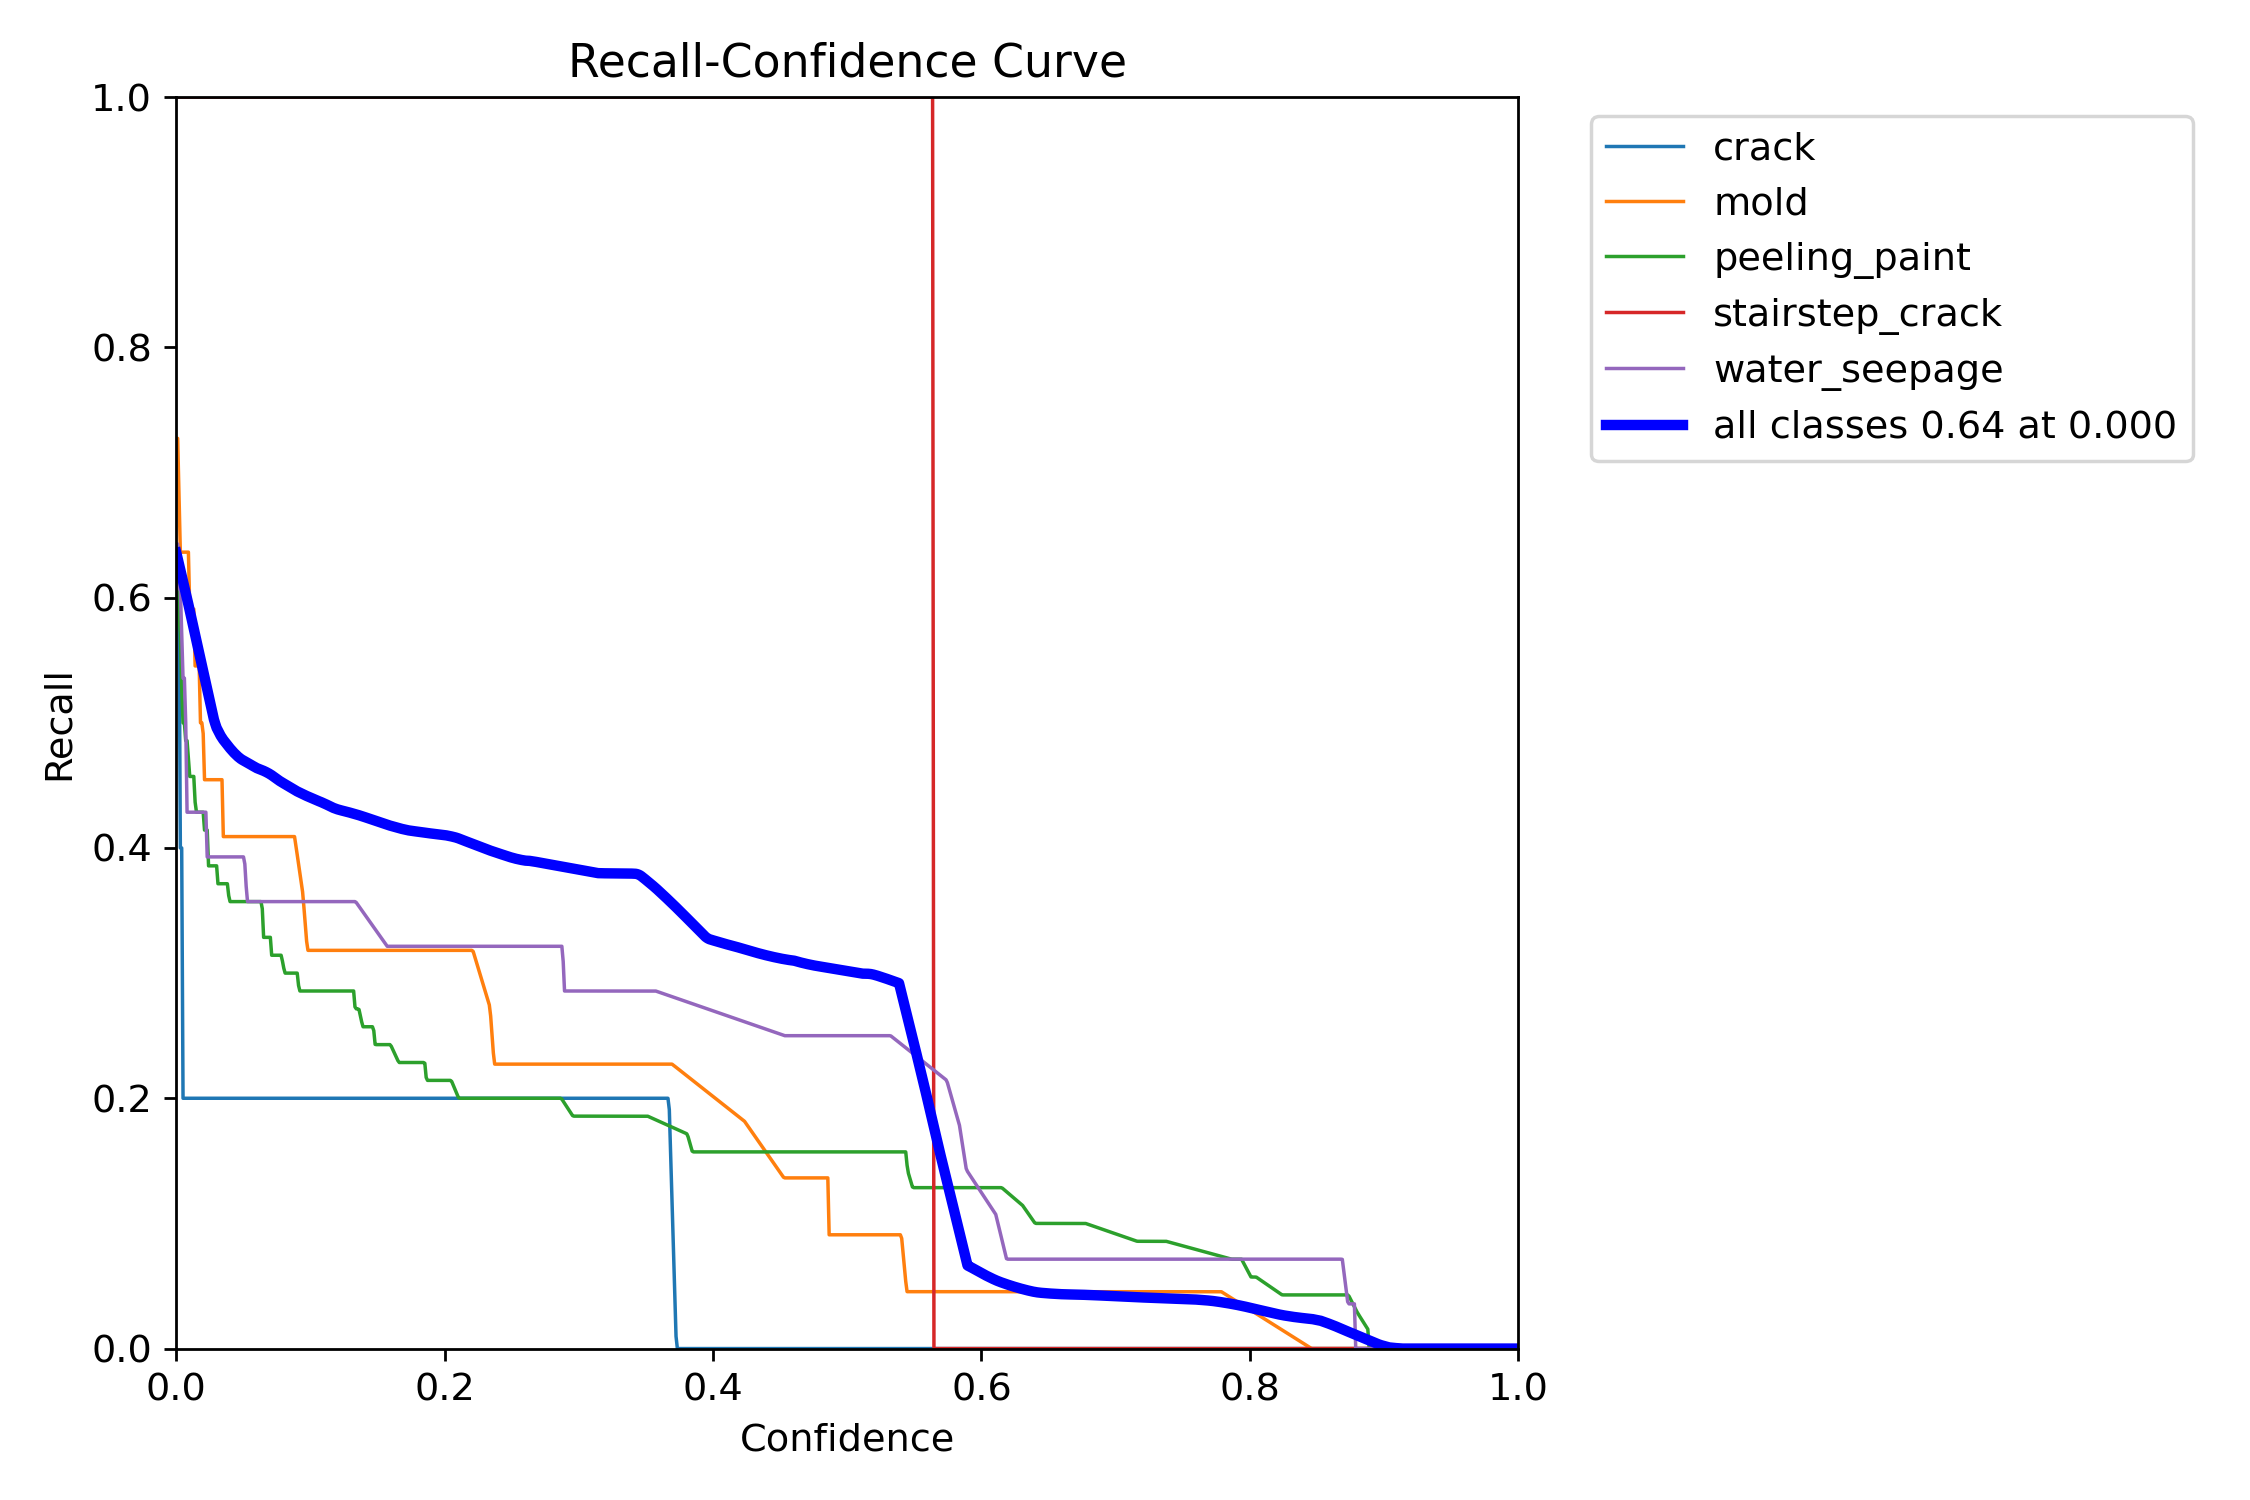 Recall-Confidence Curve
1.0
0.8
0.6
0.4
0.2
0.0
Recall
0.0 0.2 0.4 0.6 0.8 1.0
Confidence
crack
mold
peeling_paint
stairstep_crack
water_seepage
all classes 0.64 at 0.000